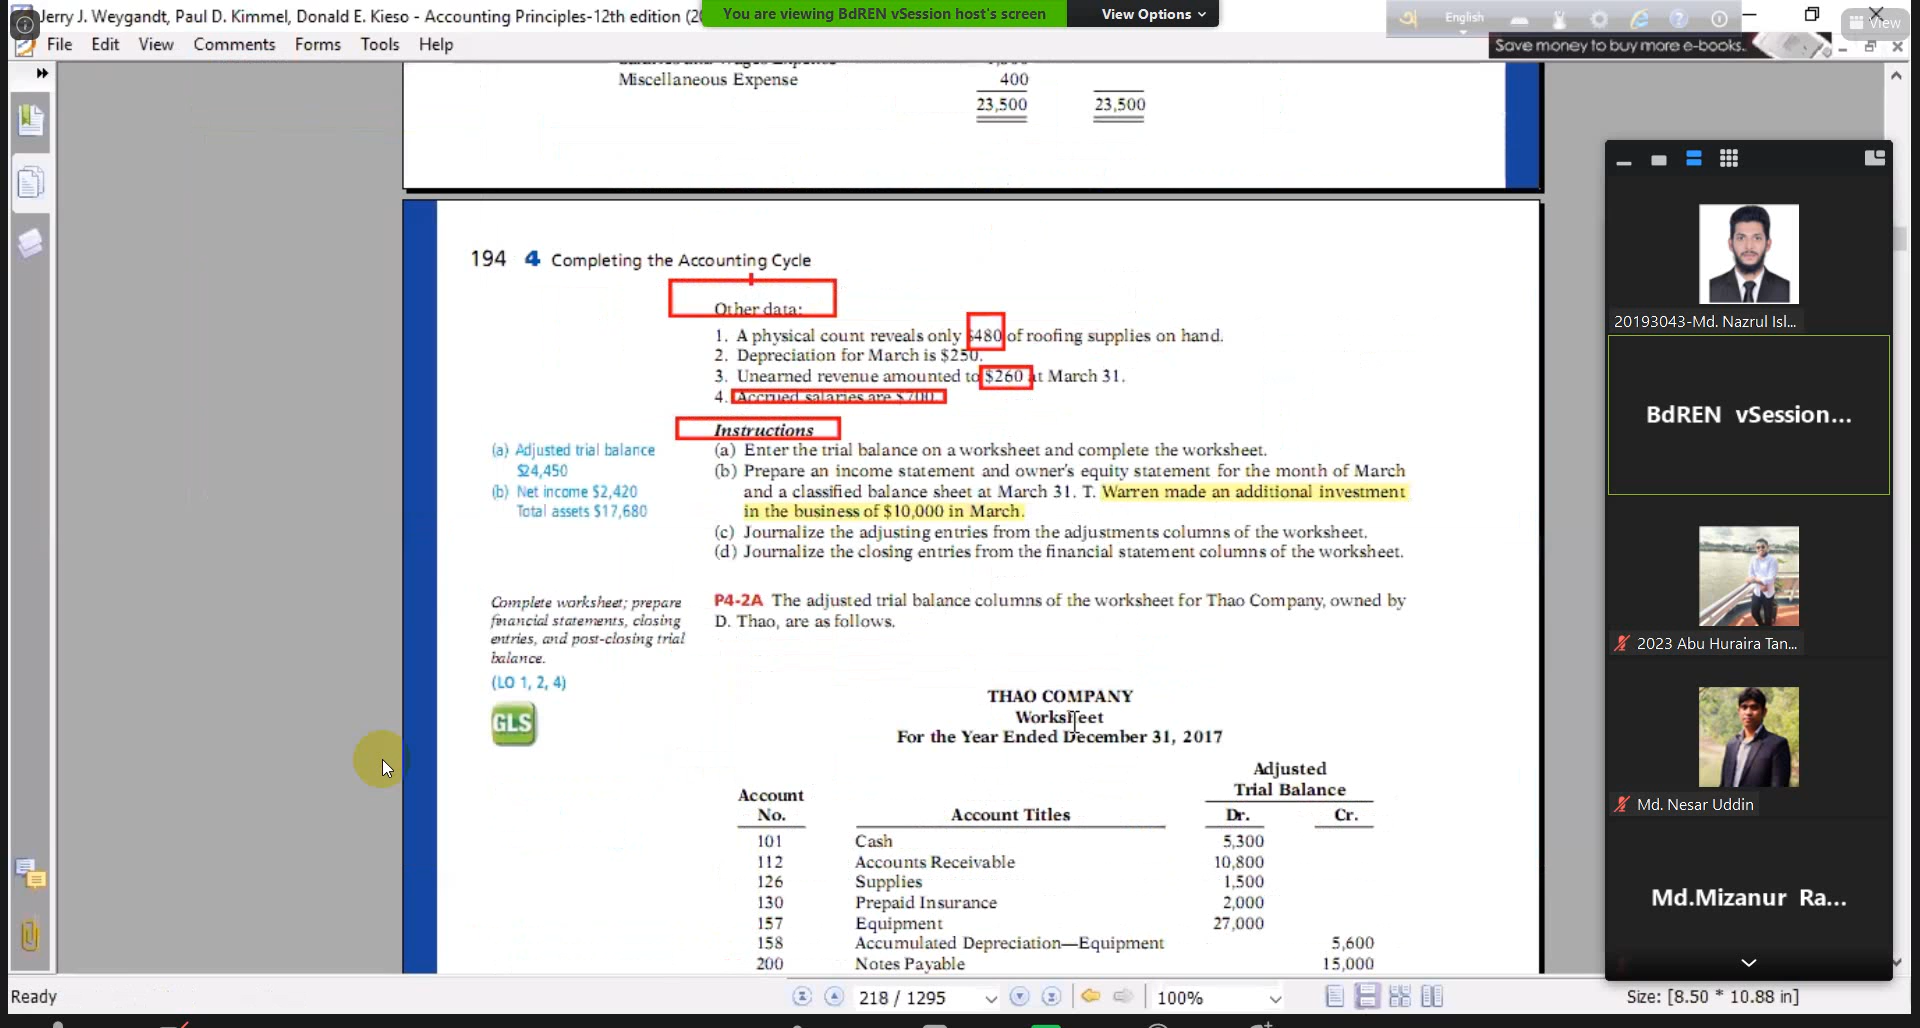 Jerry J. Weygandt, Paul D. Kimmel, Donald E. Kieso - Accounting Principles-12th edition (20
You are viewing BdREN vSession host's screen
View Options
English
View
File Edit View Comments Forms Tools Help
Save money to buy more e-books..
Salaries and Wages Expense
Miscellaneous Expense 400
23,500 23,500
194 4 Completing the Accounting Cycle
Other data:
1. A physical count reveals only $480 of roofing supplies on hand.
2. Depreciation for March is $250.
3. Unearned revenue amounted to $260 at March 31.
4. Accrued salaries are $700.
Instructions
(a) Adjusted trial balance
$24,450
(b) Net income $2,420
Total assets $17,680
(a) Enter the trial balance on a worksheet and complete the worksheet.
(b) Prepare an income statement and owner's equity statement for the month of March
and a classified balance sheet at March 31. T. Warren made an additional investment
in the business of $10,000 in March.
(c) Journalize the adjusting entries from the adjustments columns of the worksheet.
(d) Journalize the closing entries from the financial statement columns of the worksheet.
Complete worksheet; prepare
financial statements, closing
entries, and post-closing trial
balance.
(LO 1, 2, 4)
GLS
P4-2A The adjusted trial balance columns of the worksheet for Thao Company, owned by
D. Thao, are as follows.
THAO COMPANY
Worksheet
For the Year Ended December 31, 2017
Adjusted
Trial Balance
Account
No. Account Titles Dr. Cr.
101 Cash 5,300
112 Accounts Receivable 10,800
126 Supplies 1,500
130 Prepaid Insurance 2,000
157 Equipment 27,000
158 Accumulated Depreciation—Equipment 5,600
200 Notes Payable 15,000
20193043-Md. Nazrul Isl...
BdREN vSession...
2023 Abu Huraira Tan...
Md. Nesar Uddin
Md.Mizanur Ra...
Ready
218 / 1295
100%
Size: [8.50 * 10.88 in]